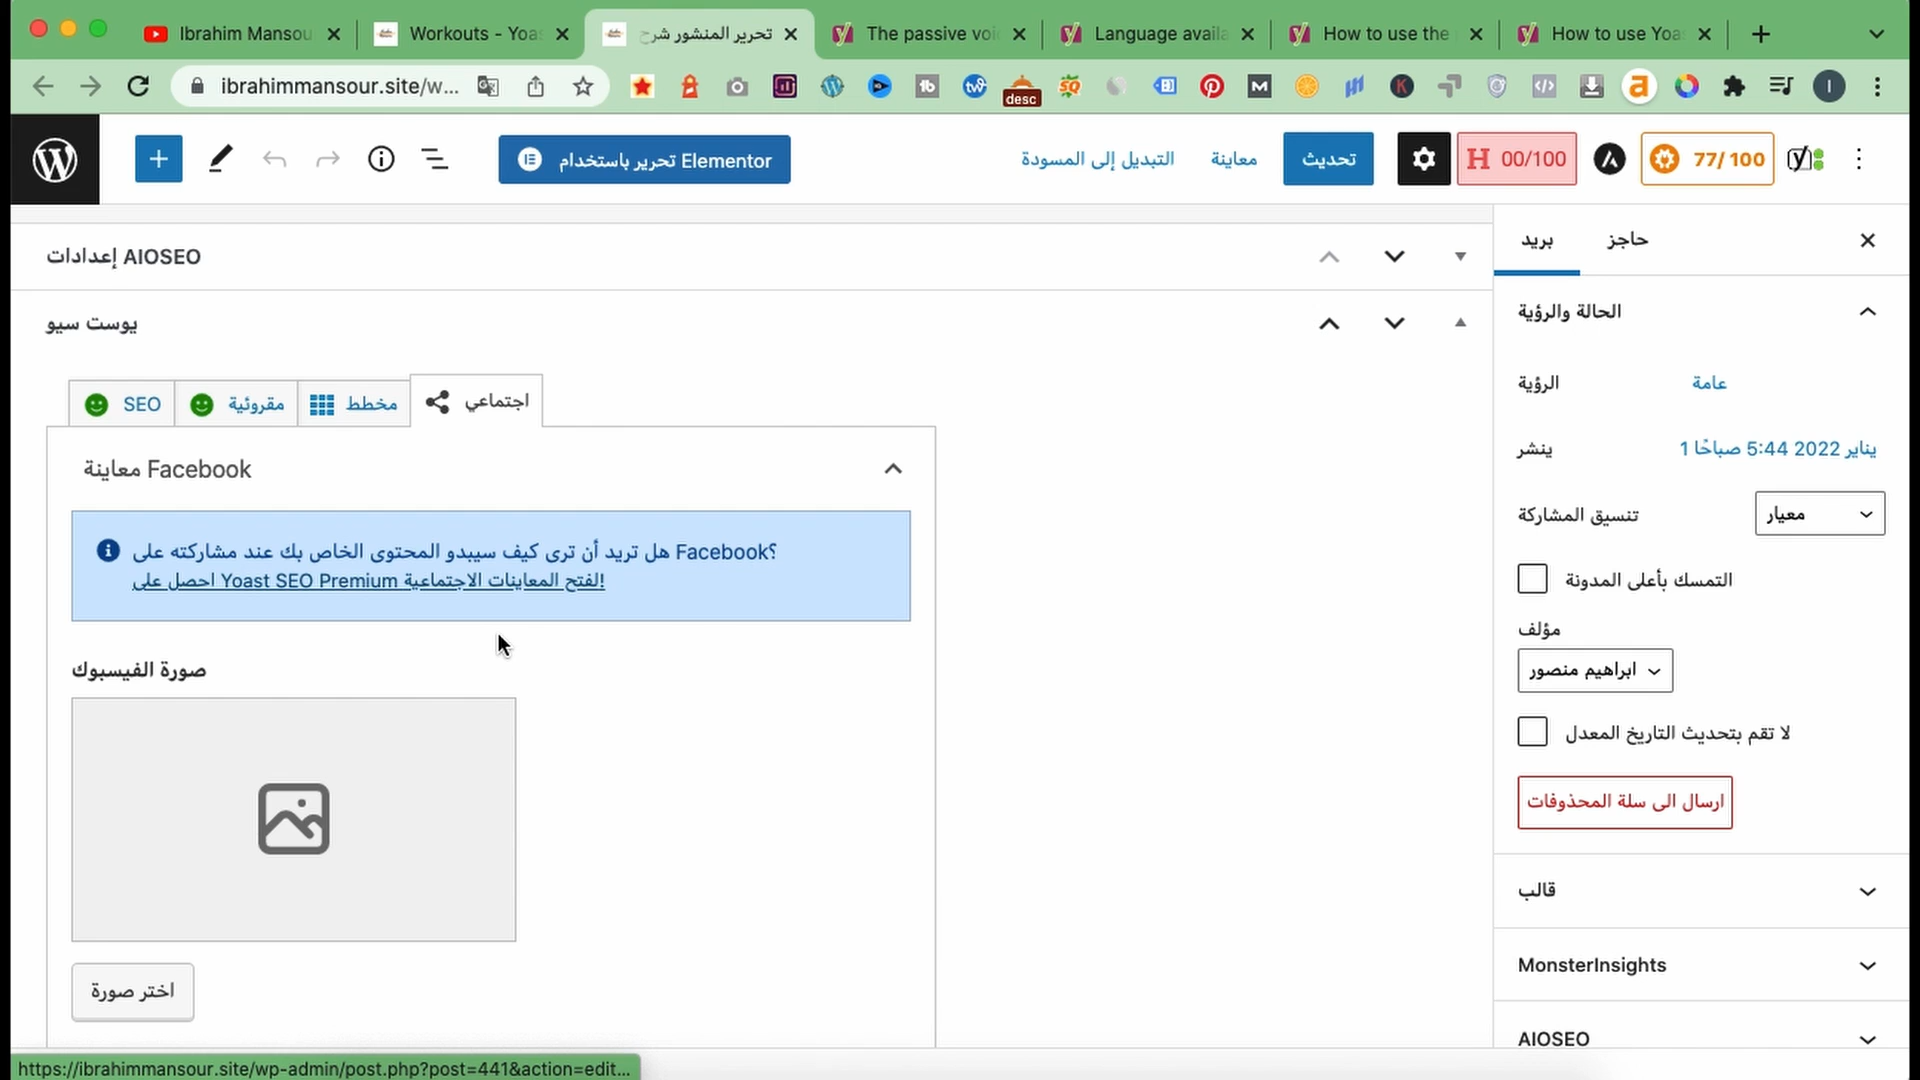 Ibrahim Mansou
Workouts - Yoa
تحرير المنشور شرح
The passive voi
Language availa
How to use the
How to use Yoa
ibrahimmansour.site/w...
desc
تحرير باستخدام Elementor
التبديل إلى المسودة
معاينة
تحديث
H 00/100
77/100
إعدادات AIOSEO
يوست سيو
SEO
مقروئية
مخطط
اجتماعي
معاينة Facebook
هل تريد أن ترى كيف سيبدو المحتوى الخاص بك عند مشاركته على Facebook؟
احصل على Yoast SEO Premium لفتح المعاينات الاجتماعية!
صورة الفيسبوك
اختر صورة
بريد
حاجز
الحالة والرؤية
الرؤية
عامة
ينشر
1 يناير 2022 5:44 صباحًا
تنسيق المشاركة
معيار
التمسك بأعلى المدونة
مؤلف
ابراهيم منصور
لا تقم بتحديث التاريخ المعدل
ارسال الى سلة المحذوفات
قالب
MonsterInsights
AIOSEO
https://ibrahimmansour.site/wp-admin/post.php?post=441&action=edit...